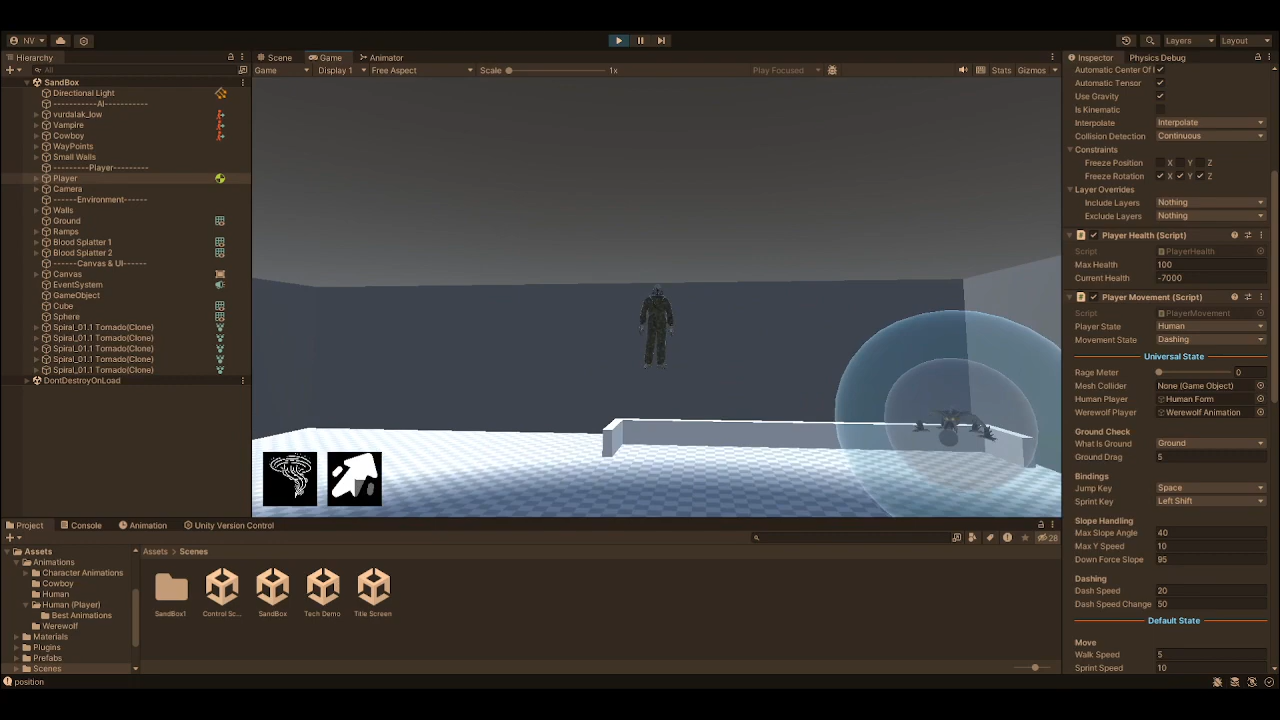 NV
Layers
Layout
Hierarchy
Scene
Game
Animator
Inspector
Physics Debug
All
Game
Display 1
Free Aspect
Scale
1x
Play Focused
Stats
Gizmos
SandBox
Directional Light
-----------AI-----------
vurdalak_low
Vampire
Cowboy
WayPoints
Small Walls
---------Player---------
Player
Camera
------Environment------
Walls
Ground
Ramps
Blood Splatter 1
Blood Splatter 2
------Canvas & UI------
Canvas
EventSystem
GameObject
Cube
Sphere
Spiral_01.1 Tornado(Clone)
Spiral_01.1 Tornado(Clone)
Spiral_01.1 Tornado(Clone)
Spiral_01.1 Tornado(Clone)
Spiral_01.1 Tornado(Clone)
DontDestroyOnLoad
Automatic Center Of
Automatic Tensor
Use Gravity
Is Kinematic
Interpolate Interpolate
Collision Detection Continuous
Constraints
Freeze Position X Y Z
Freeze Rotation X Y Z
Layer Overrides
Include Layers Nothing
Exclude Layers Nothing
Player Health (Script)
Script PlayerHealth
Max Health 100
Current Health -7000
Player Movement (Script)
Script PlayerMovement
Player State Human
Movement State Dashing
Universal State
Rage Meter 0
Mesh Collider None (Game Object)
Human Player Human Form
Werewolf Player Werewolf Animation
Ground Check
What Is Ground Ground
Ground Drag 5
Bindings
Jump Key Space
Sprint Key Left Shift
Slope Handling
Max Slope Angle 40
Max Y Speed 10
Down Force Slope 95
Dashing
Dash Speed 20
Dash Speed Change 50
Default State
Move
Walk Speed 5
Sprint Speed 10
Project
Console
Animation
Unity Version Control
28
Assets
Animations
Character Animations
Cowboy
Human
Human (Player)
Best Animations
Werewolf
Materials
Plugins
Prefabs
Scenes
Assets > Scenes
SandBox1
Control Sc...
SandBox
Tech Demo
Title Screen
position